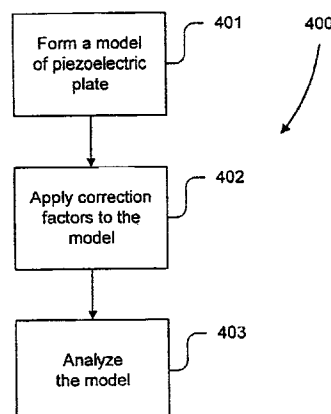 Form a model
of piezoelectric
plate
401
400
Apply correction
factors to the
model
402
Analyze
the model
403